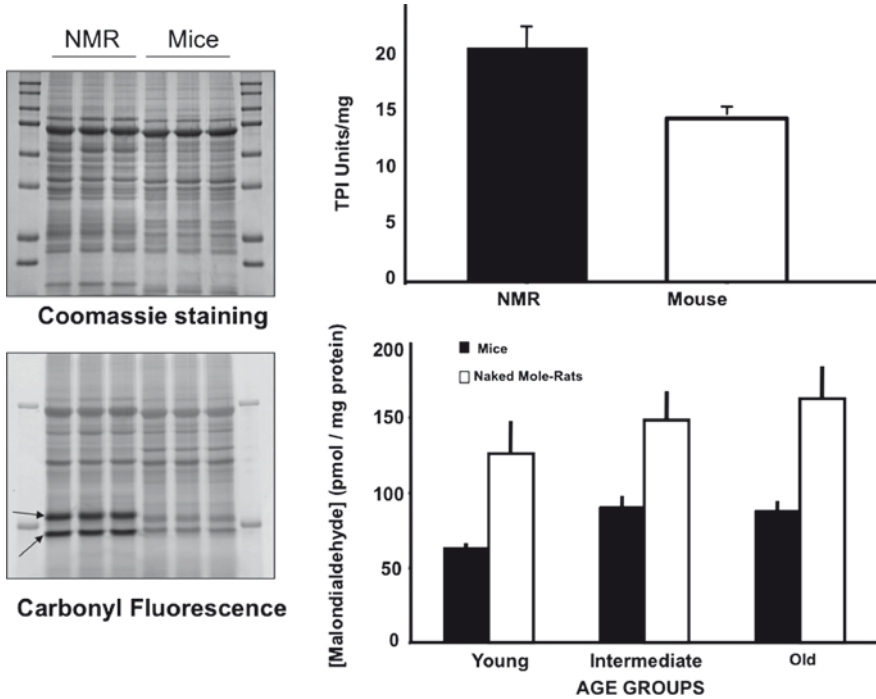 NMR Mice
Coomassie staining
Carbonyl Fluorescence
TPI Units/mg
20
15
10
5
0
NMR Mouse
[Malondialdehyde] (pmol / mg protein)
200
150
100
50
0
Mice
Naked Mole-Rats
Young Intermediate Old
AGE GROUPS